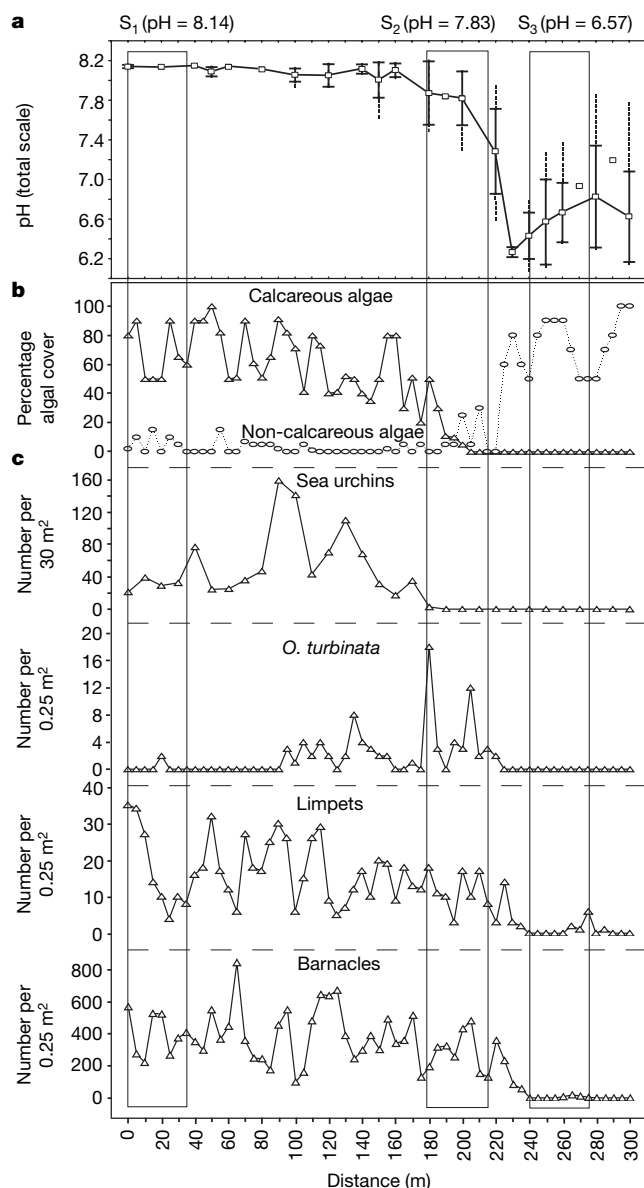 a
S₁ (pH = 8.14)
S₂ (pH = 7.83)
S₃ (pH = 6.57)
8.2
7.8
7.4
7.0
6.6
6.2
pH (total scale)
b
Calcareous algae
100
80
60
40
20
0
Percentage
algal cover
Non-calcareous algae
c
Sea urchins
160
120
80
40
0
Number per
30 m²
O. turbinata
20
16
12
8
4
0
Number per
0.25 m²
Limpets
40
30
20
10
0
Number per
0.25 m²
Barnacles
800
600
400
200
0
Number per
0.25 m²
0
20
40
60
80
100
120
140
160
180
200
220
240
260
280
300
Distance (m)